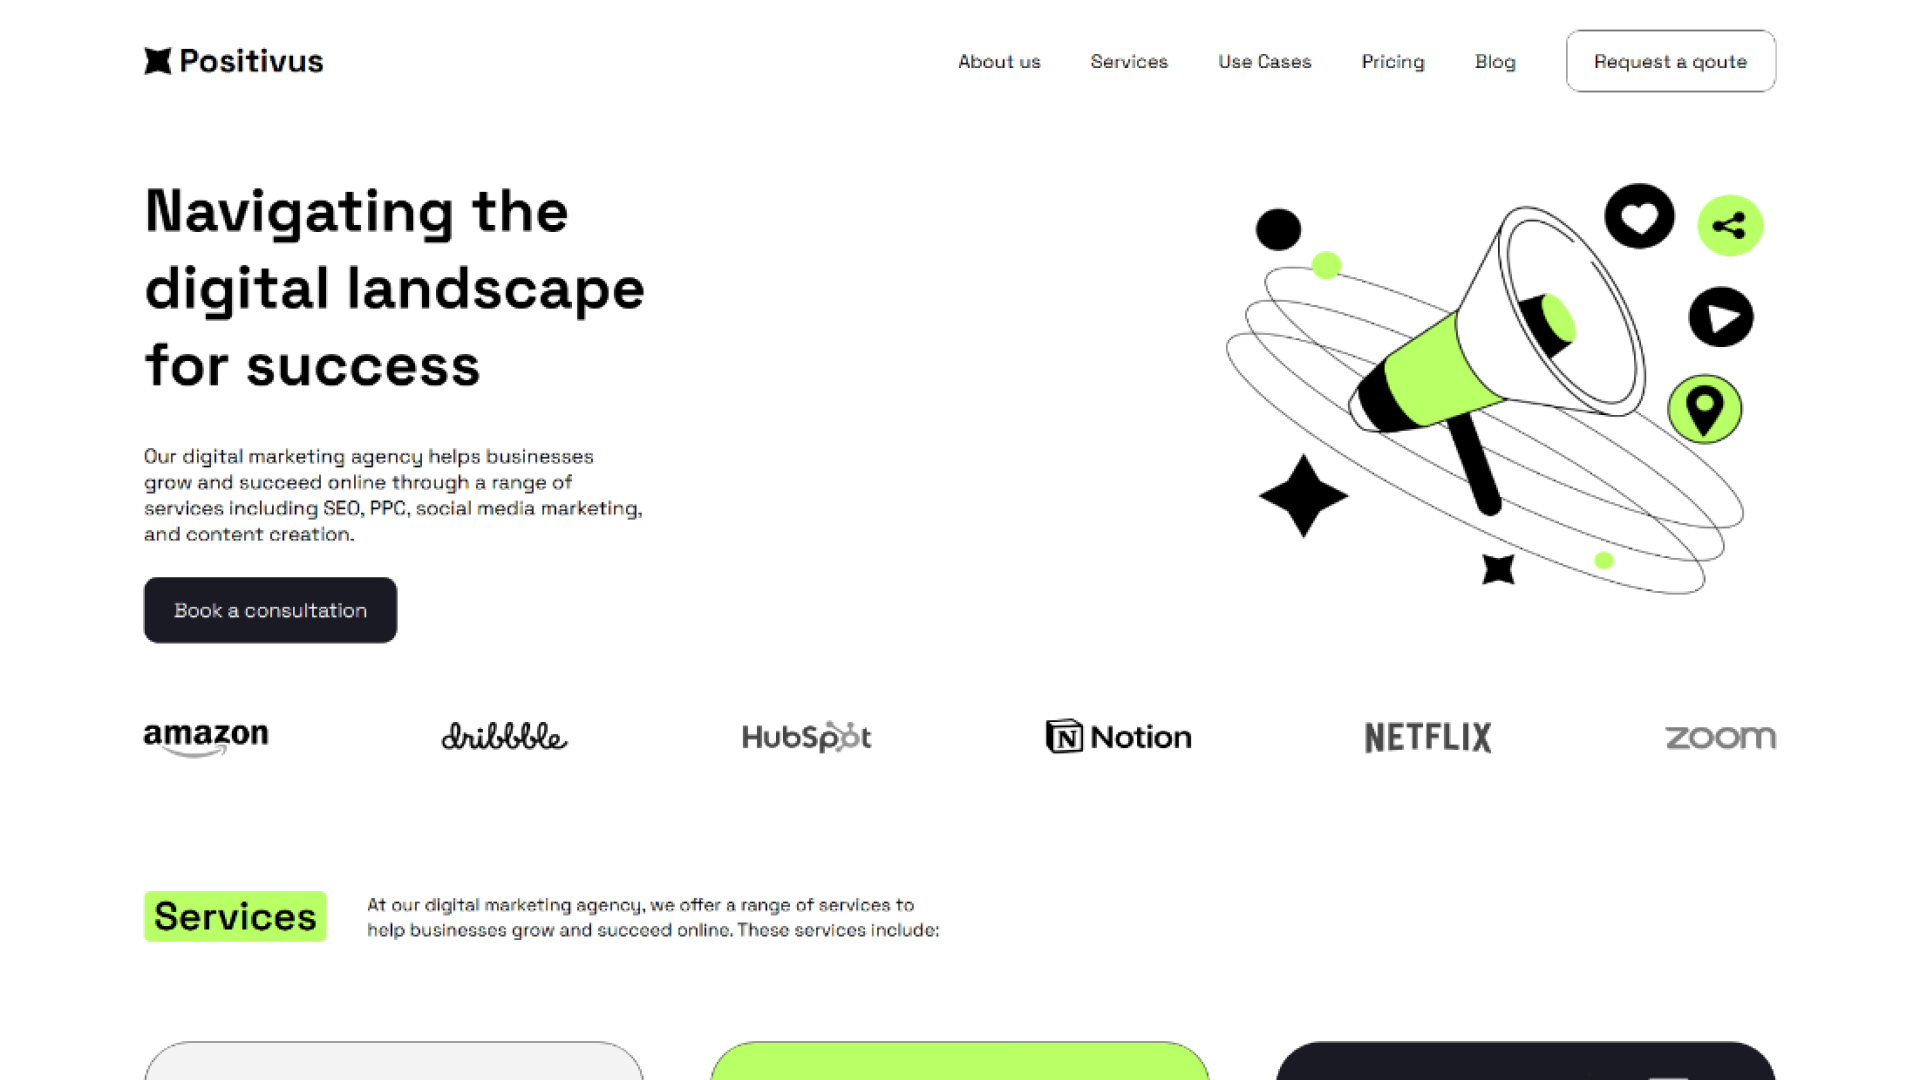 Positivus
About us
Services
Use Cases
Pricing
Blog
Request a qoute
Navigating the
digital landscape
for success
Our digital marketing agency helps businesses
grow and succeed online through a range of
services including SEO, PPC, social media marketing,
and content creation.
Book a consultation
amazon
dribbble
HubSpot
Notion
NETFLIX
zoom
Services
At our digital marketing agency, we offer a range of services to
help businesses grow and succeed online. These services include: